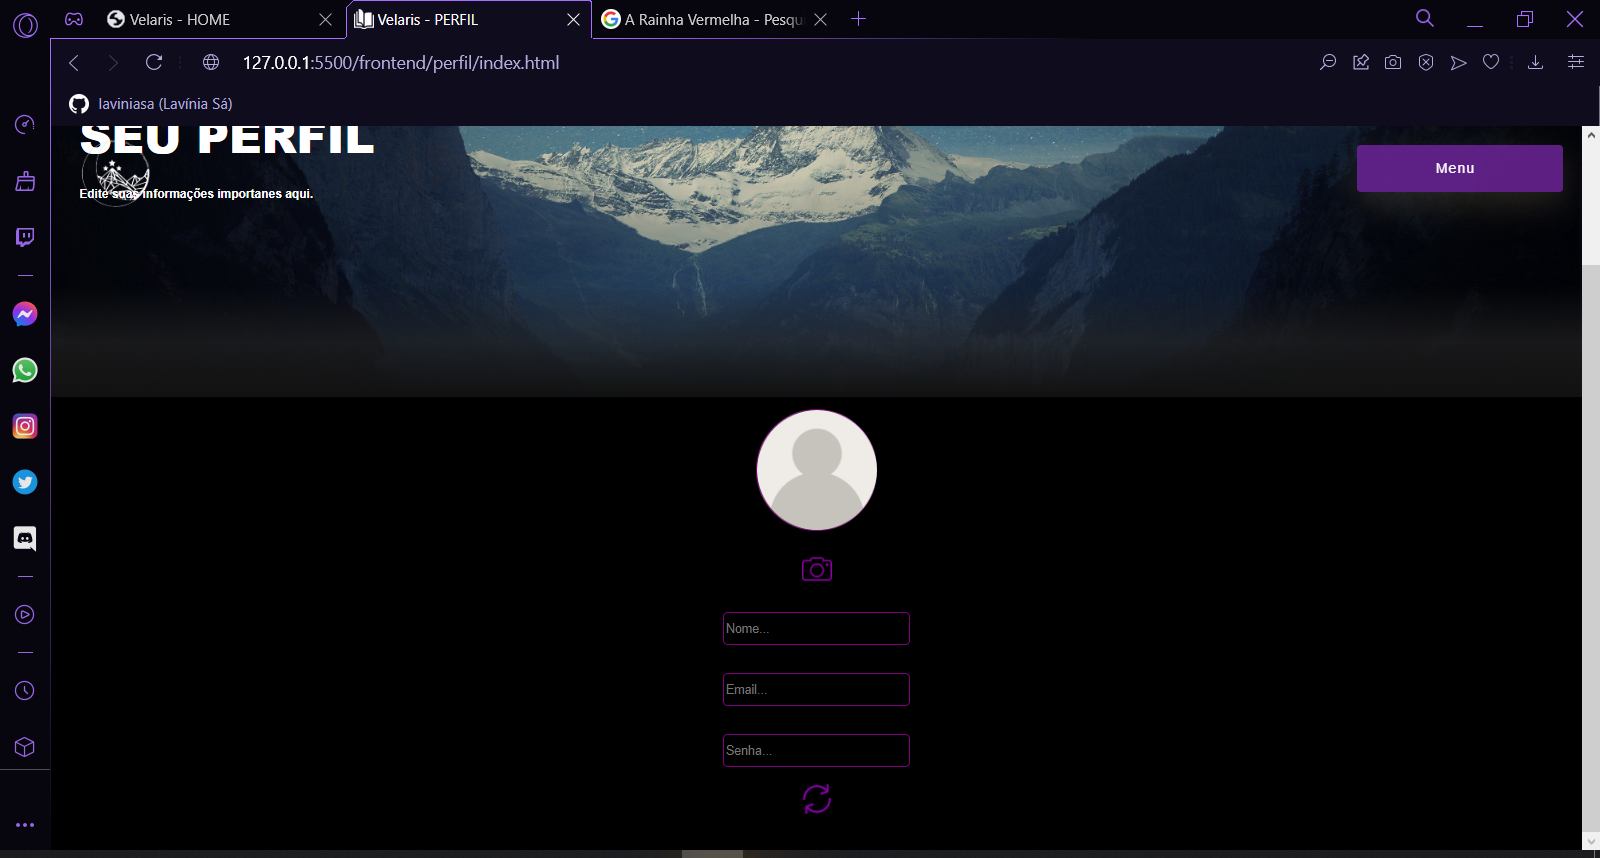 Velaris - HOME
Velaris - PERFIL
A Rainha Vermelha - Pesqu
127.0.0.1:5500/frontend/perfil/index.html
laviniasa (Lavínia Sá)
SEU PERFIL
Menu
Edite suas informações importanes aqui.
Nome...
Email...
Senha...